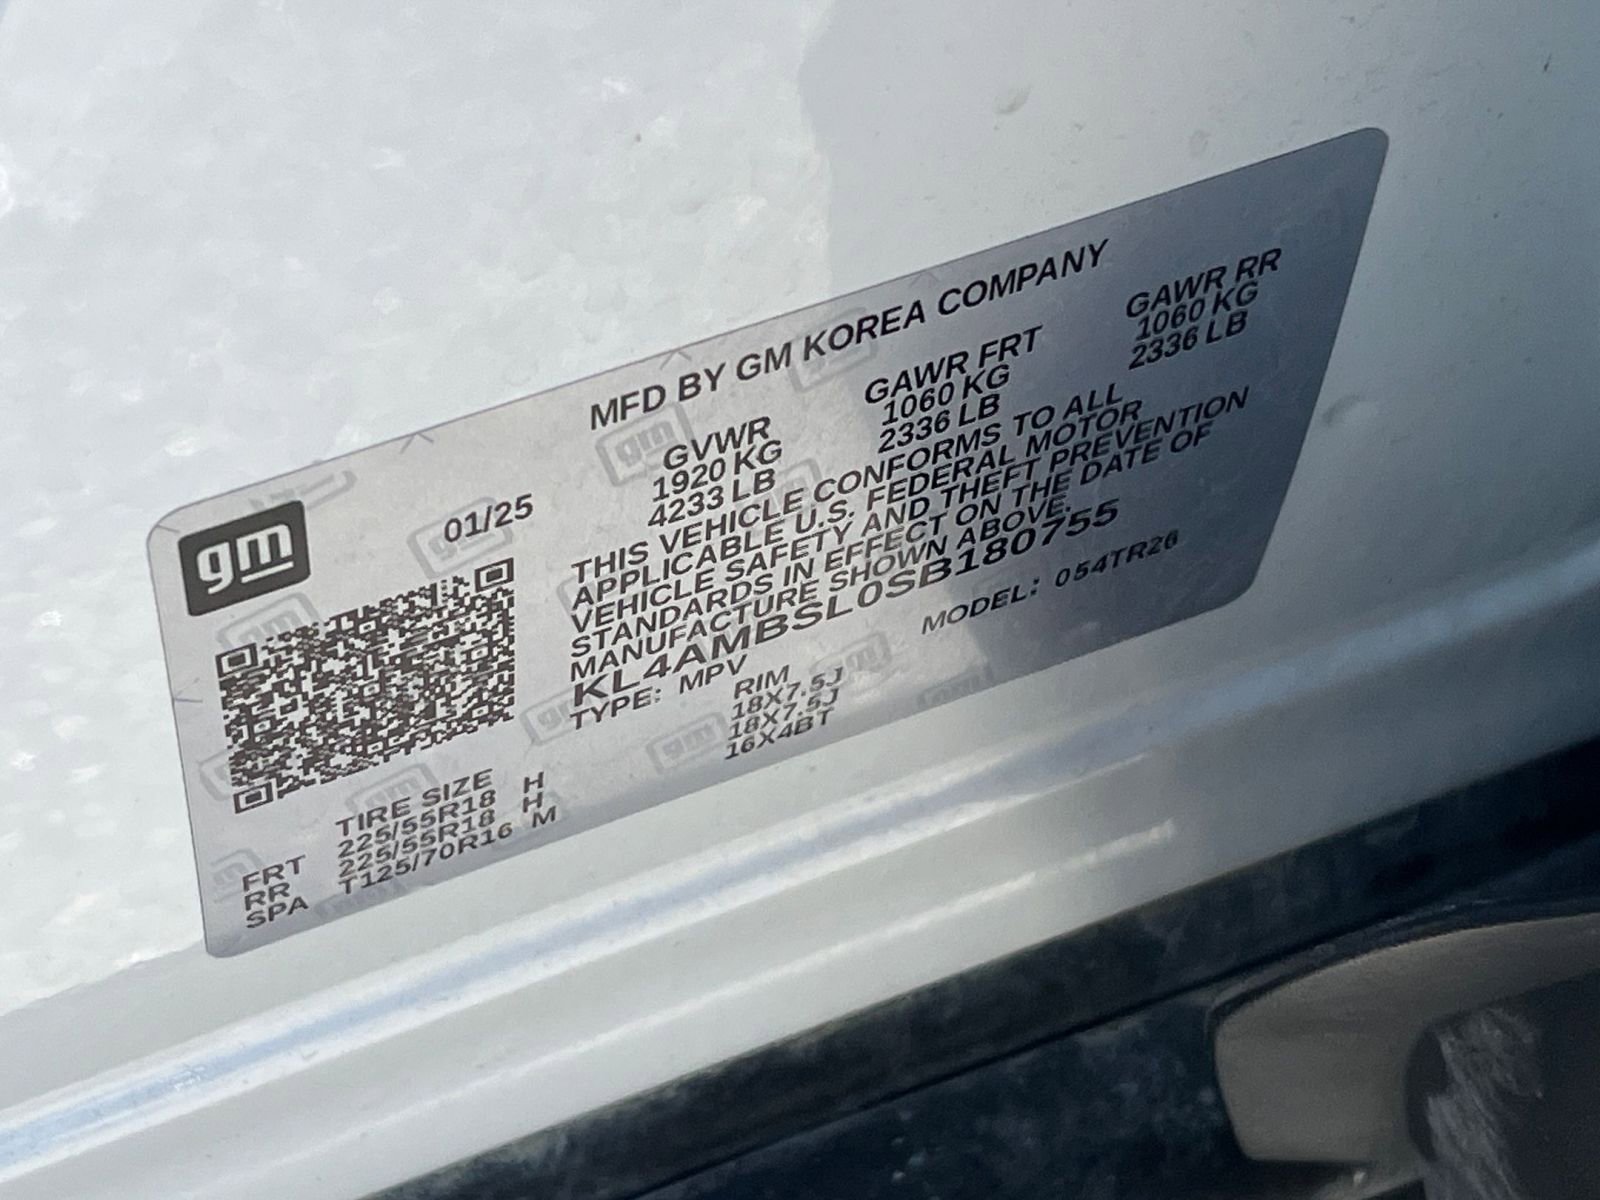 gm
MFD BY GM KOREA COMPANY
01/25
GVWR GAWR FRT GAWR RR
1920 KG 1060 KG 1060 KG
4233 LB 2336 LB 2336 LB
THIS VEHICLE CONFORMS TO ALL
APPLICABLE U.S. FEDERAL MOTOR
VEHICLE SAFETY AND THEFT PREVENTION
STANDARDS IN EFFECT ON THE DATE OF
MANUFACTURE SHOWN ABOVE.
KL4AMBSL0SB180755
TYPE: MPV MODEL: 054TR26
TIRE SIZE RIM
FRT 225/55R18 H 18X7.5J
RR 225/55R18 H 18X7.5J
SPA T125/70R16 M 16X4BT